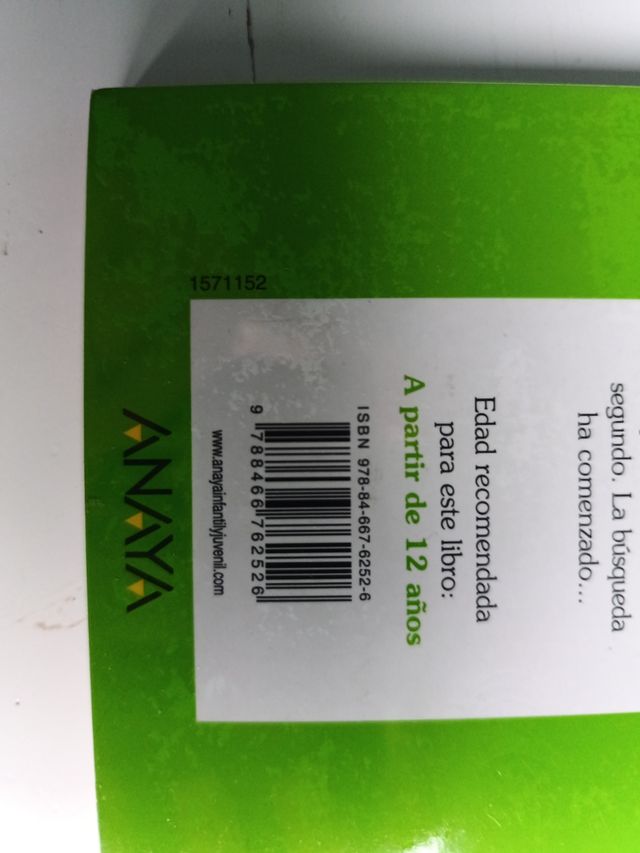 segundo. La búsqueda
ha comenzado...
Edad recomendada
para este libro:
A partir de 12 años
ISBN 978-84-667-6252-6
9 788466 762526
www.anayainfantilyjuvenil.com
ANAYA
1571152